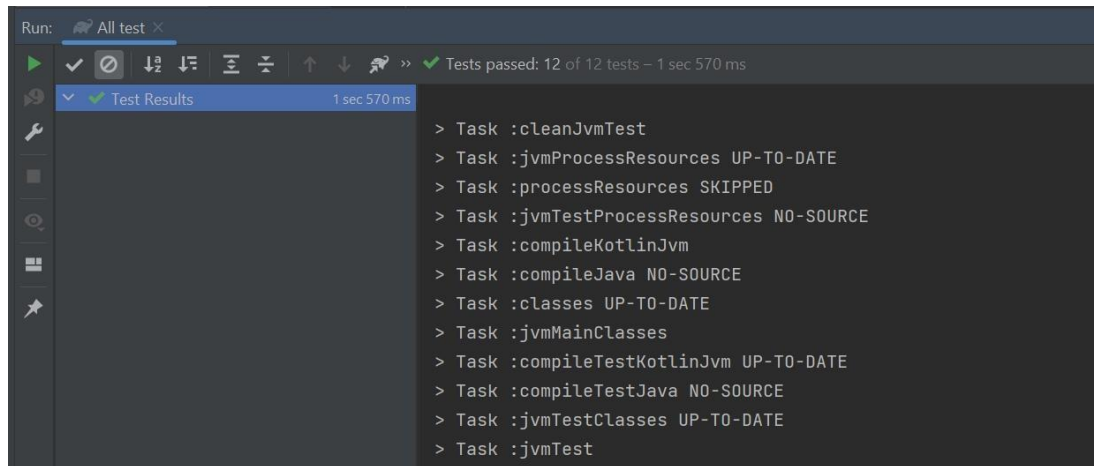 Run: All test
Tests passed: 12 of 12 tests – 1 sec 570 ms
Test Results 1 sec 570 ms
> Task :cleanJvmTest
> Task :jvmProcessResources UP-TO-DATE
> Task :processResources SKIPPED
> Task :jvmTestProcessResources NO-SOURCE
> Task :compileKotlinJvm
> Task :compileJava NO-SOURCE
> Task :classes UP-TO-DATE
> Task :jvmMainClasses
> Task :compileTestKotlinJvm UP-TO-DATE
> Task :compileTestJava NO-SOURCE
> Task :jvmTestClasses UP-TO-DATE
> Task :jvmTest